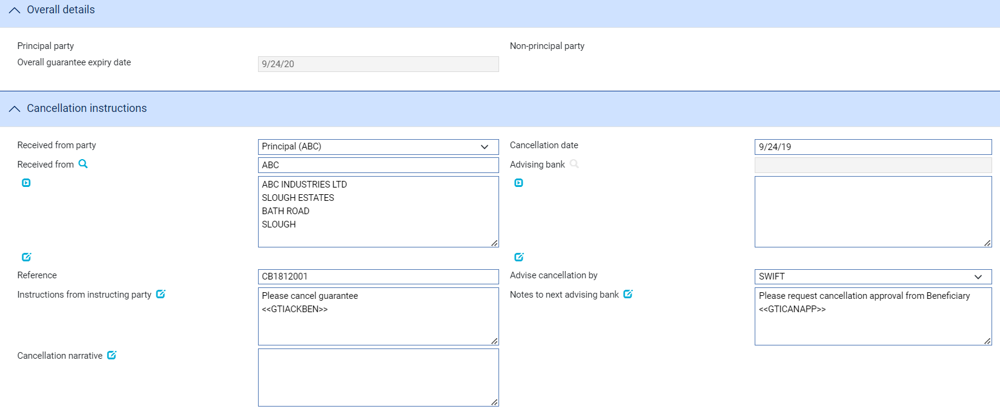 Overall details
Principal party
Non-principal party
Overall guarantee expiry date
9/24/20
Cancellation instructions
Received from party
Principal (ABC)
Cancellation date
9/24/19
Received from
ABC
Advising bank
ABC INDUSTRIES LTD
SLOUGH ESTATES
BATH ROAD
SLOUGH
Reference
CB1812001
Advise cancellation by
SWIFT
Instructions from instructing party
Please cancel guarantee
<<GTIACKBEN>>
Notes to next advising bank
Please request cancellation approval from Beneficiary
<<GTICANAPP>>
Cancellation narrative